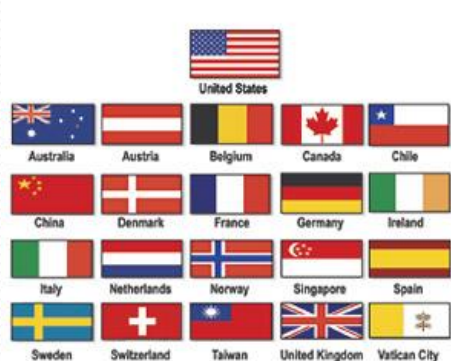 United States
Australia Austria Belgium Canada Chile
China Denmark France Germany Ireland
Italy Netherlands Norway Singapore Spain
Sweden Switzerland Taiwan United Kingdom Vatican City